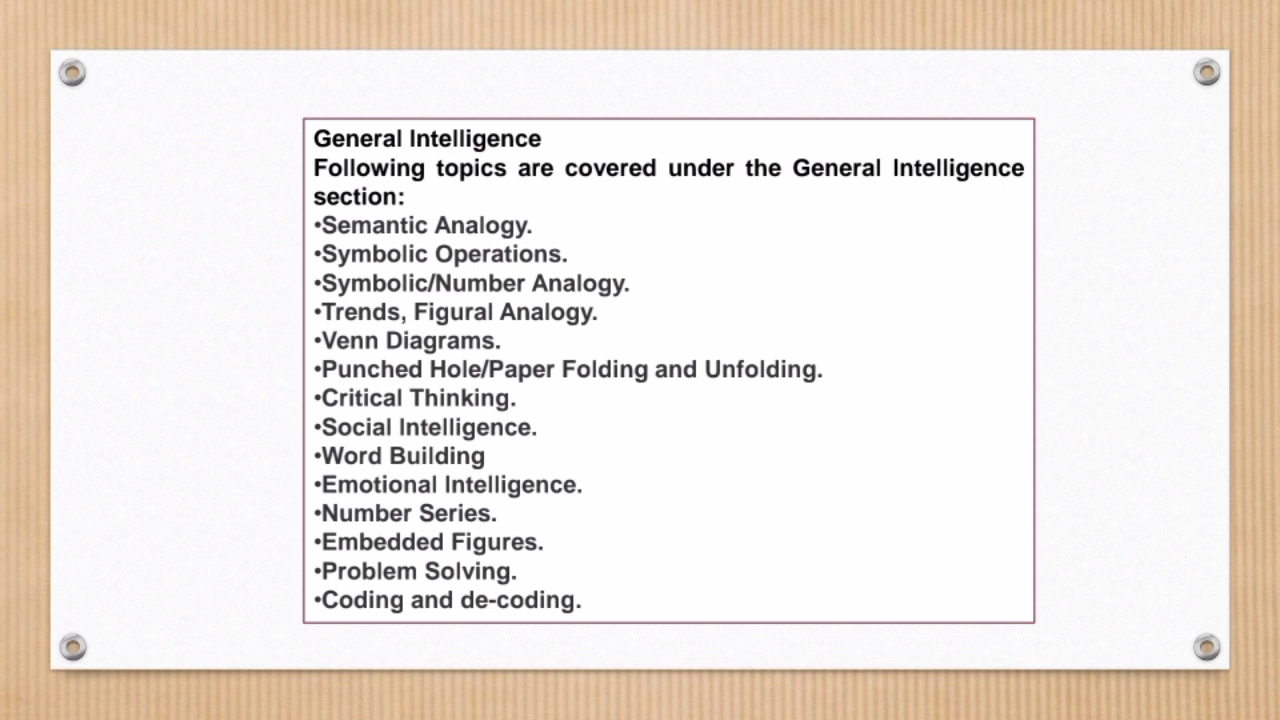 General Intelligence
Following topics are covered under the General Intelligence
section:
•Semantic Analogy.
•Symbolic Operations.
•Symbolic/Number Analogy.
•Trends, Figural Analogy.
•Venn Diagrams.
•Punched Hole/Paper Folding and Unfolding.
•Critical Thinking.
•Social Intelligence.
•Word Building
•Emotional Intelligence.
•Number Series.
•Embedded Figures.
•Problem Solving.
•Coding and de-coding.